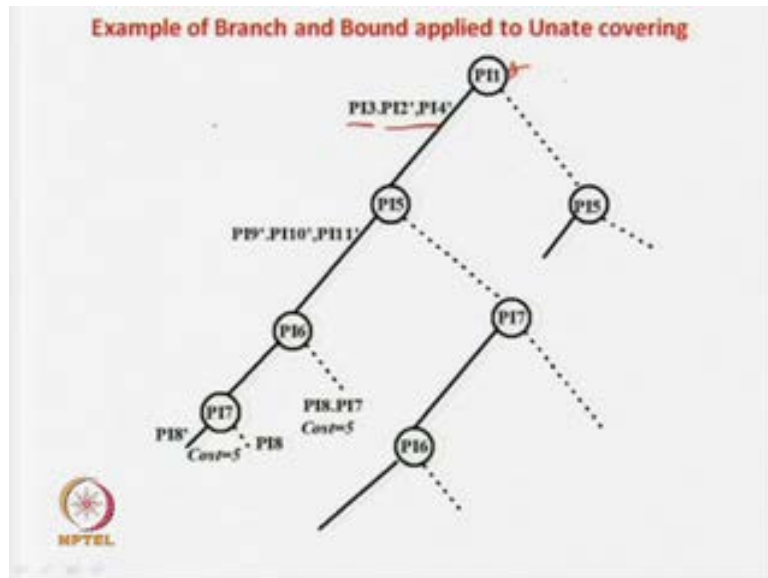 Example of Branch and Bound applied to Unate covering
PI1
PI3.PI2',PI4'
PI5
PI5
PI9'.PI10',PI11'
PI6
PI7
PI7
PI8.PI7
Cost=5
PI8'
PI8
Cost=5
PI6
NPTEL